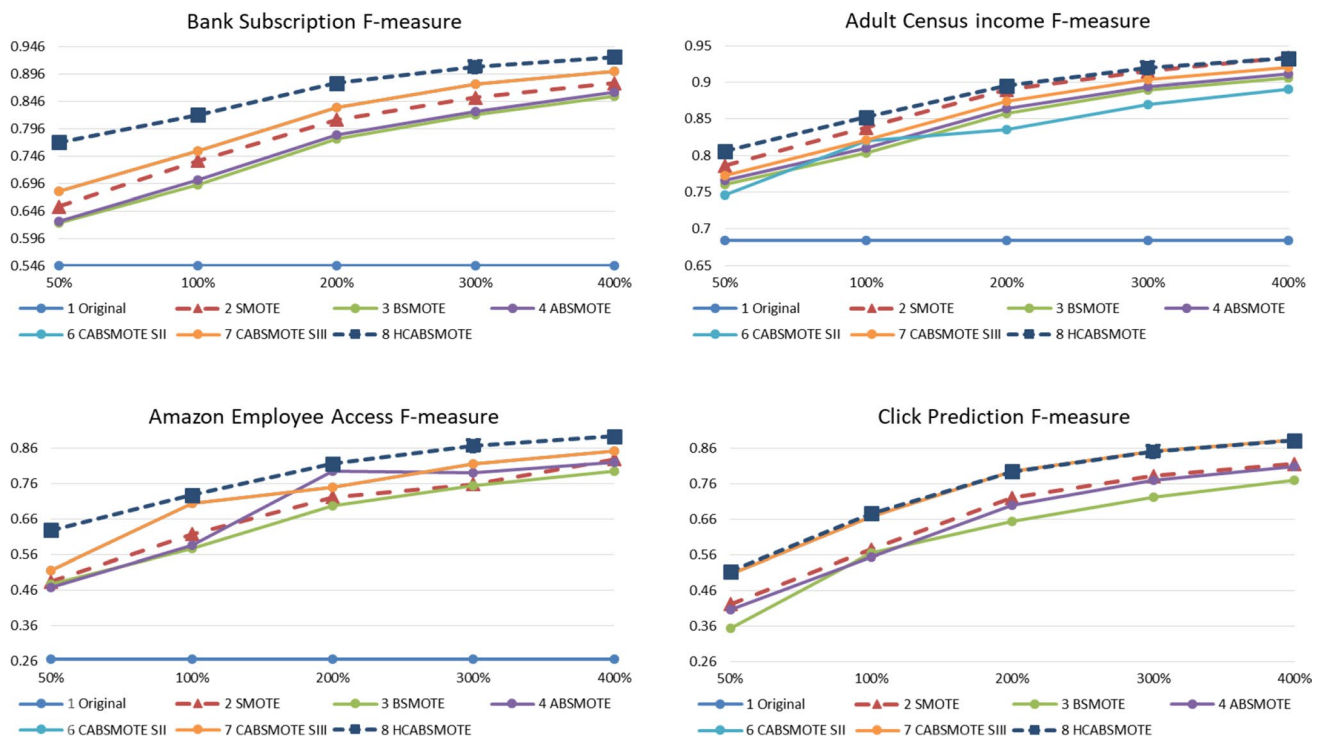 Bank Subscription F-measure
0.946
0.896
0.846
0.796
0.746
0.696
0.646
0.596
0.546
50% 100% 200% 300% 400%
1 Original 2 SMOTE 3 BSMOTE 4 ABSMOTE
6 CABSMOTE SII 7 CABSMOTE SIII 8 HCABSMOTE
Adult Census income F-measure
0.95
0.9
0.85
0.8
0.75
0.7
0.65
50% 100% 200% 300% 400%
1 Original 2 SMOTE 3 BSMOTE 4 ABSMOTE
6 CABSMOTE SII 7 CABSMOTE SIII 8 HCABSMOTE
Amazon Employee Access F-measure
0.86
0.76
0.66
0.56
0.46
0.36
0.26
50% 100% 200% 300% 400%
1 Original 2 SMOTE 3 BSMOTE 4 ABSMOTE
6 CABSMOTE SII 7 CABSMOTE SIII 8 HCABSMOTE
Click Prediction F-measure
0.86
0.76
0.66
0.56
0.46
0.36
0.26
50% 100% 200% 300% 400%
1 Original 2 SMOTE 3 BSMOTE 4 ABSMOTE
6 CABSMOTE SII 7 CABSMOTE SIII 8 HCABSMOTE